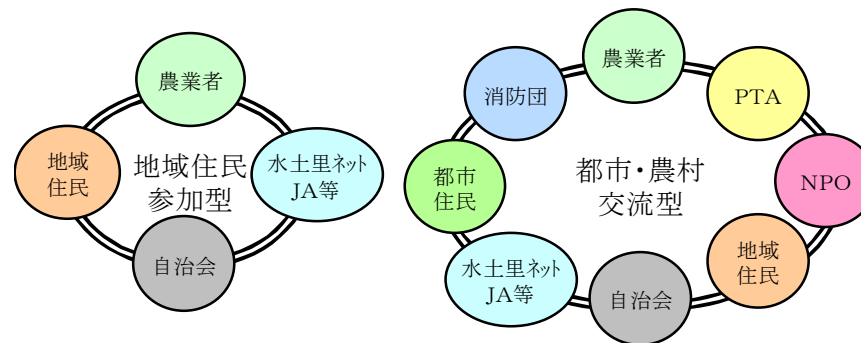 農業者
地域
住民
地域住民
参加型
水土里ネット
JA等
自治会
農業者
消防団
PTA
都市
住民
都市・農村
交流型
NPO
水土里ネット
JA等
自治会
地域
住民